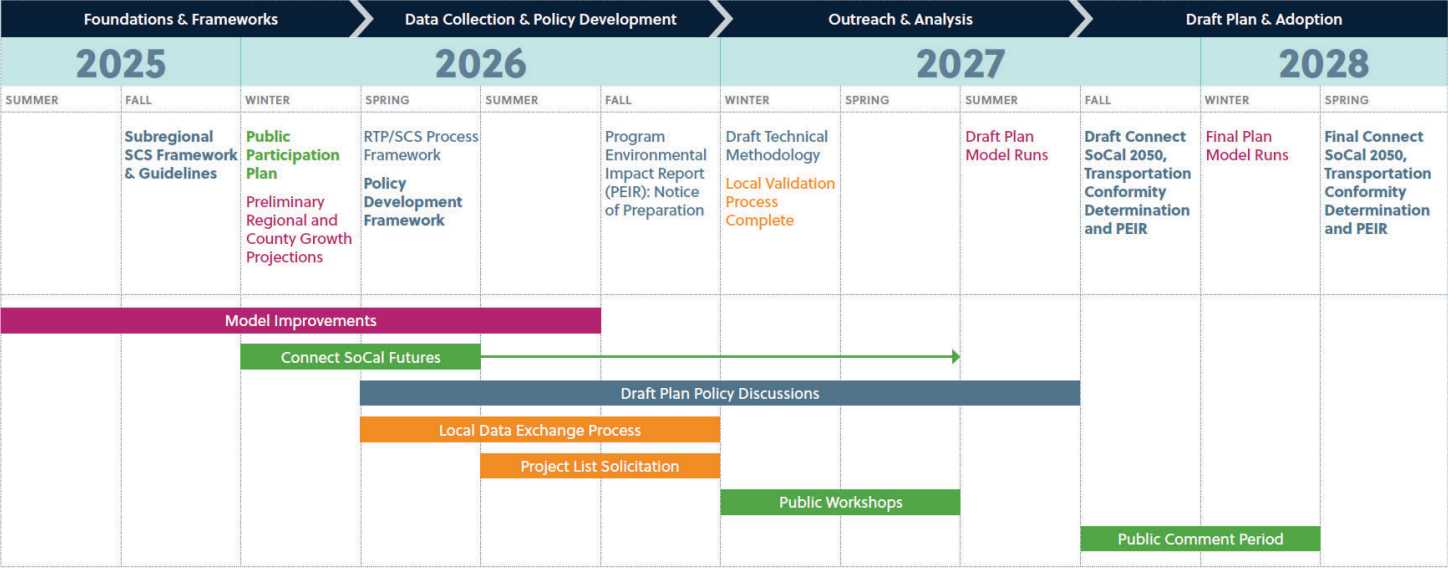 Foundations & Frameworks
Data Collection & Policy Development
Outreach & Analysis
Draft Plan & Adoption
2025
2026
2027
2028
SUMMER
FALL
WINTER
SPRING
SUMMER
FALL
WINTER
SPRING
SUMMER
FALL
WINTER
SPRING
Subregional
SCS Framework
& Guidelines
Public
Participation
Plan
Preliminary
Regional and
County Growth
Projections
RTP/SCS Process
Framework
Policy
Development
Framework
Program
Environmental
Impact Report
(PEIR): Notice
of Preparation
Draft Technical
Methodology
Local Validation
Process
Complete
Draft Plan
Model Runs
Draft Connect
SoCal 2050,
Transportation
Conformity
Determination
and PEIR
Final Plan
Model Runs
Final Connect
SoCal 2050,
Transportation
Conformity
Determination
and PEIR
Model Improvements
Connect SoCal Futures
Draft Plan Policy Discussions
Local Data Exchange Process
Project List Solicitation
Public Workshops
Public Comment Period